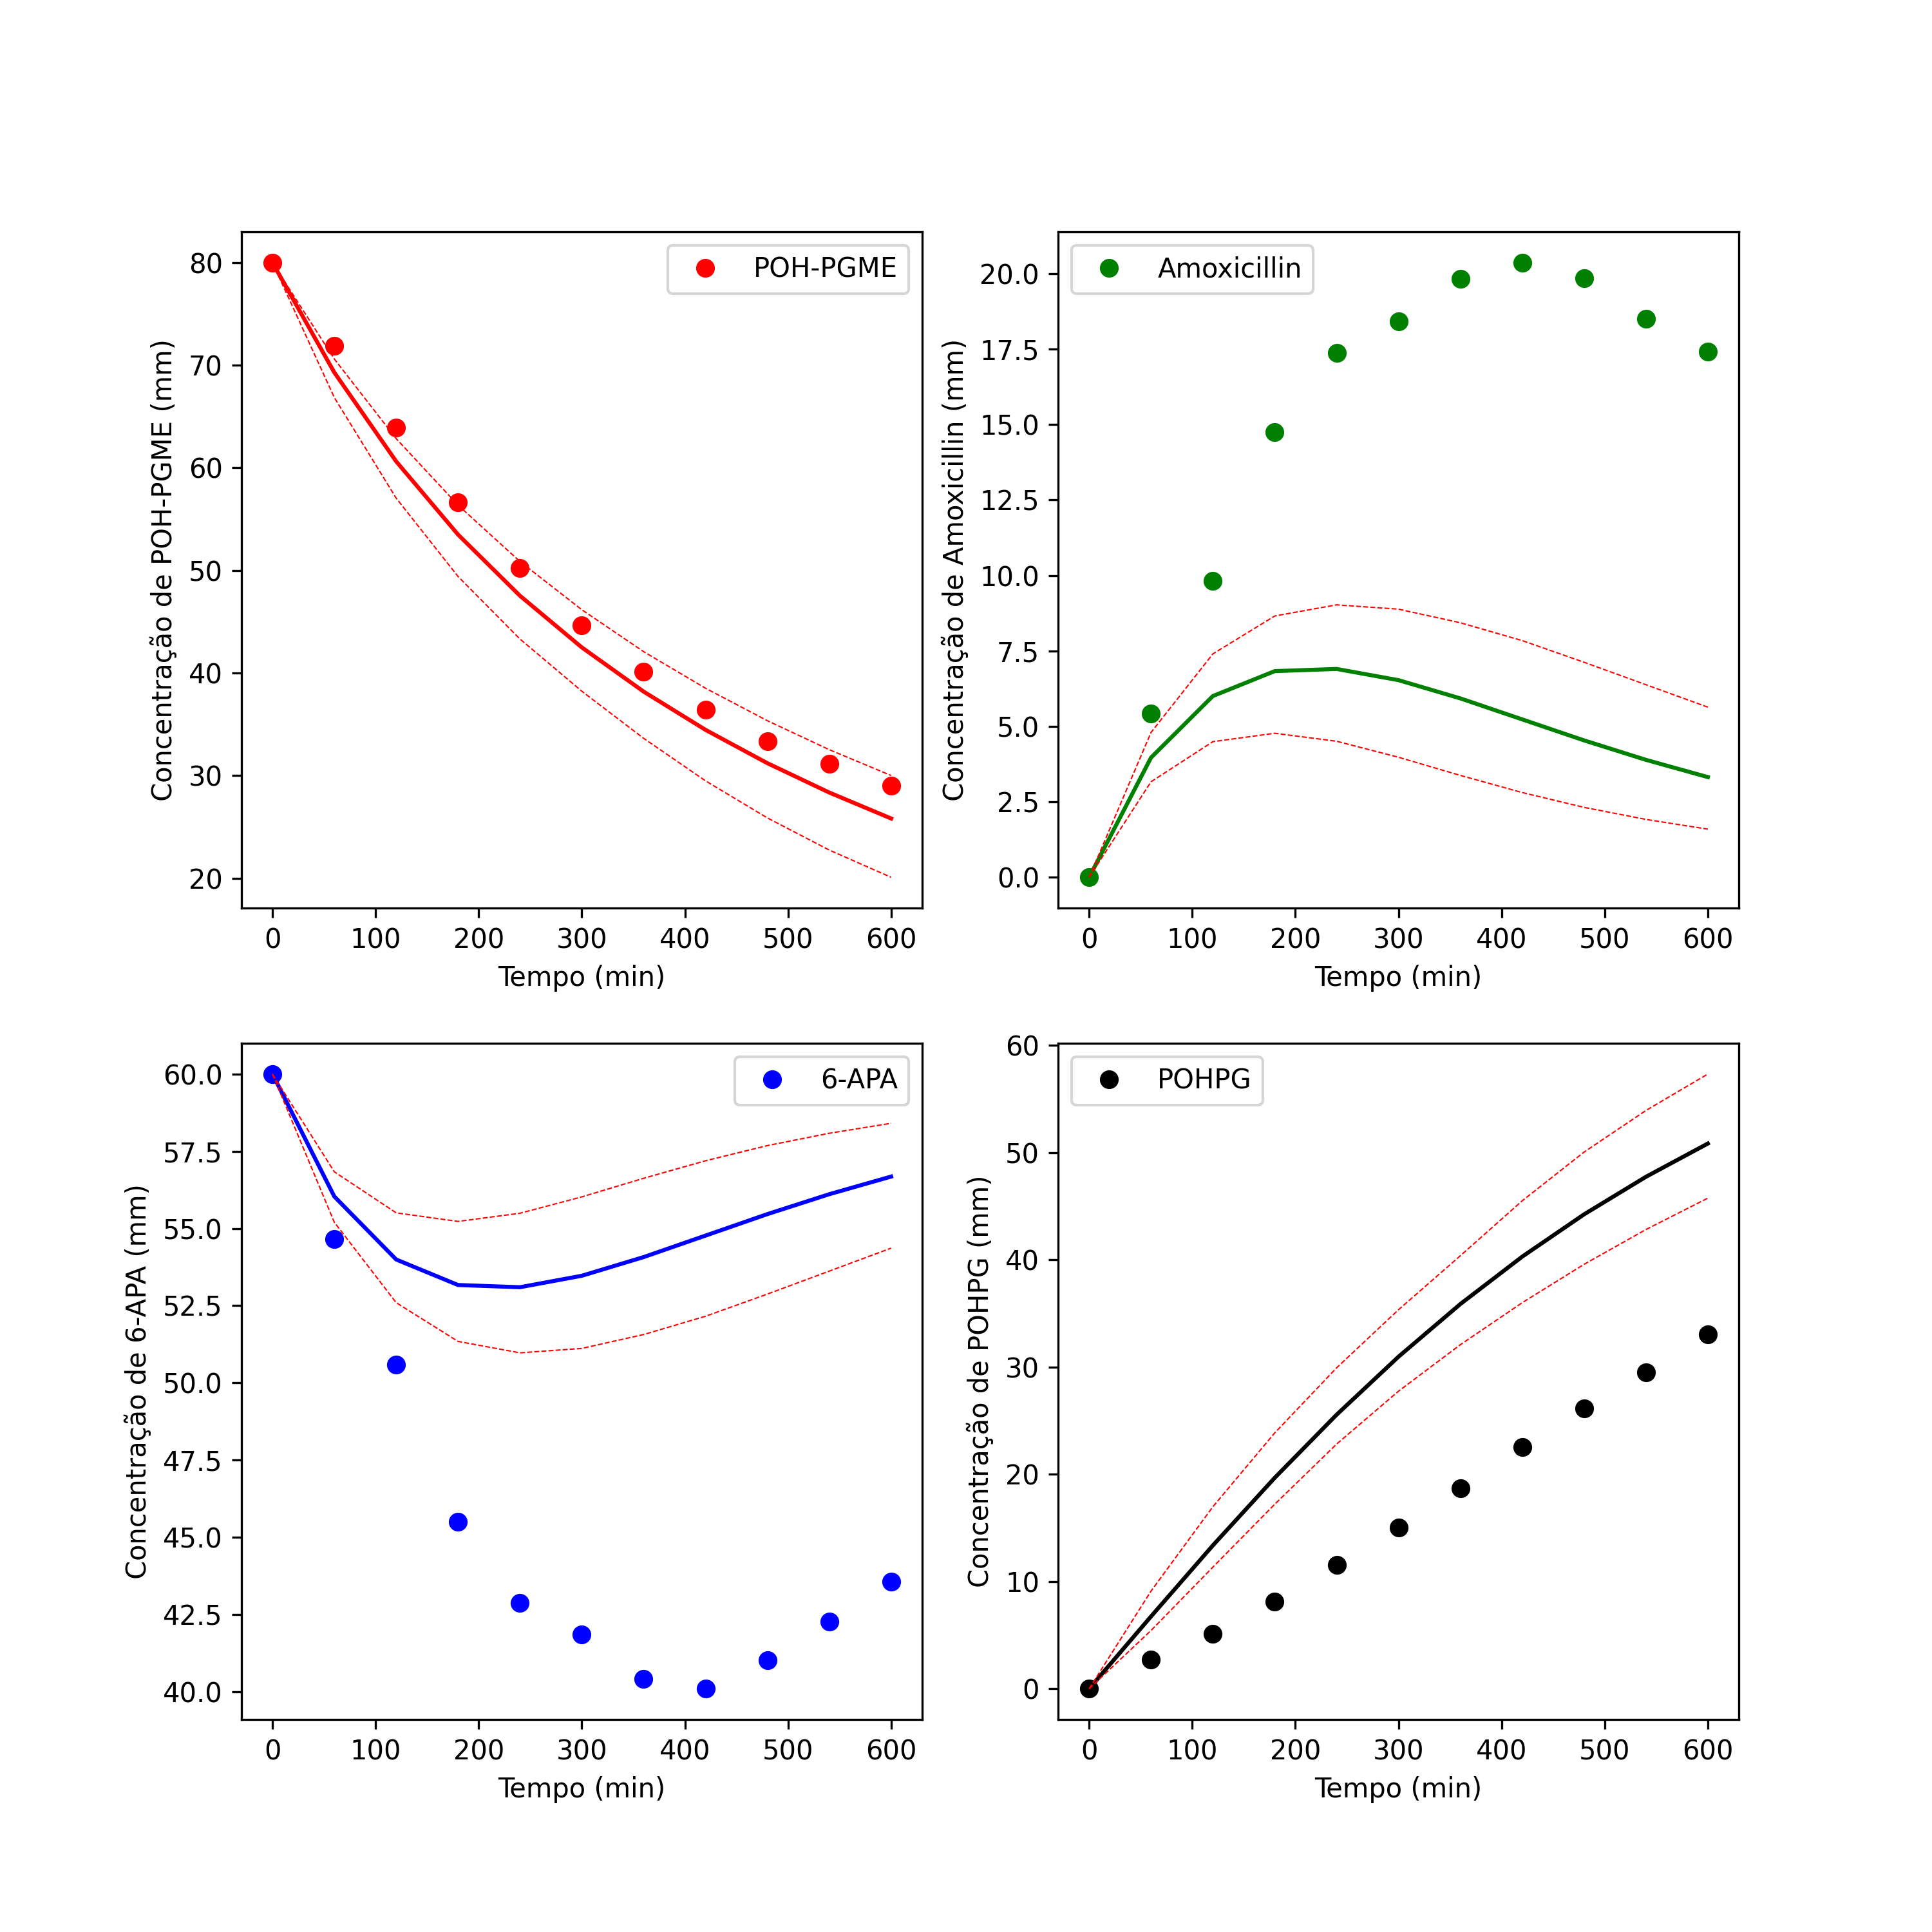 POH-PGME
Concentração de POH-PGME (mm)
80
70
60
50
40
30
20
0 100 200 300 400 500 600
Tempo (min)
Amoxicillin
Concentração de Amoxicillin (mm)
20.0
17.5
15.0
12.5
10.0
7.5
5.0
2.5
0.0
0 100 200 300 400 500 600
Tempo (min)
6-APA
Concentração de 6-APA (mm)
60.0
57.5
55.0
52.5
50.0
47.5
45.0
42.5
40.0
0 100 200 300 400 500 600
Tempo (min)
POHPG
Concentração de POHPG (mm)
60
50
40
30
20
10
0
0 100 200 300 400 500 600
Tempo (min)